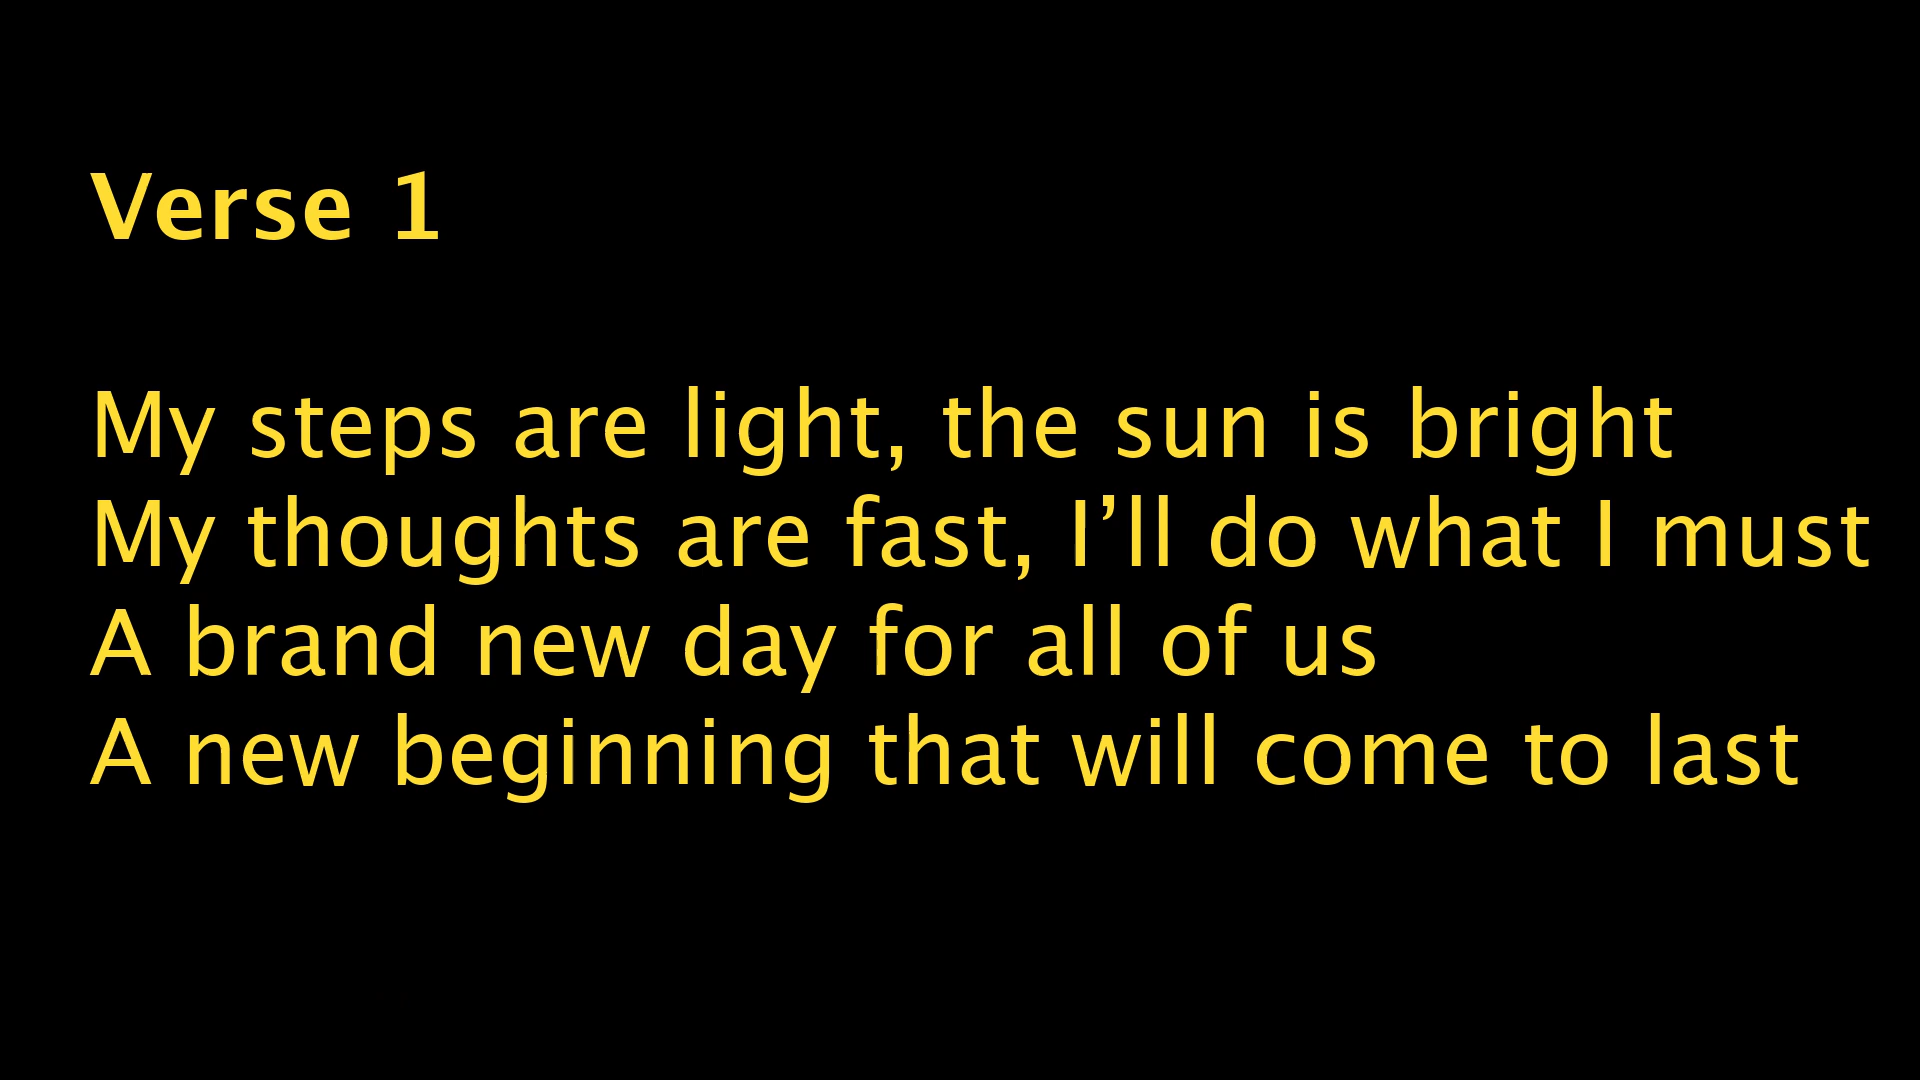 Verse 1
My steps are light, the sun is bright
My thoughts are fast, I’ll do what I must
A brand new day for all of us
A new beginning that will come to last